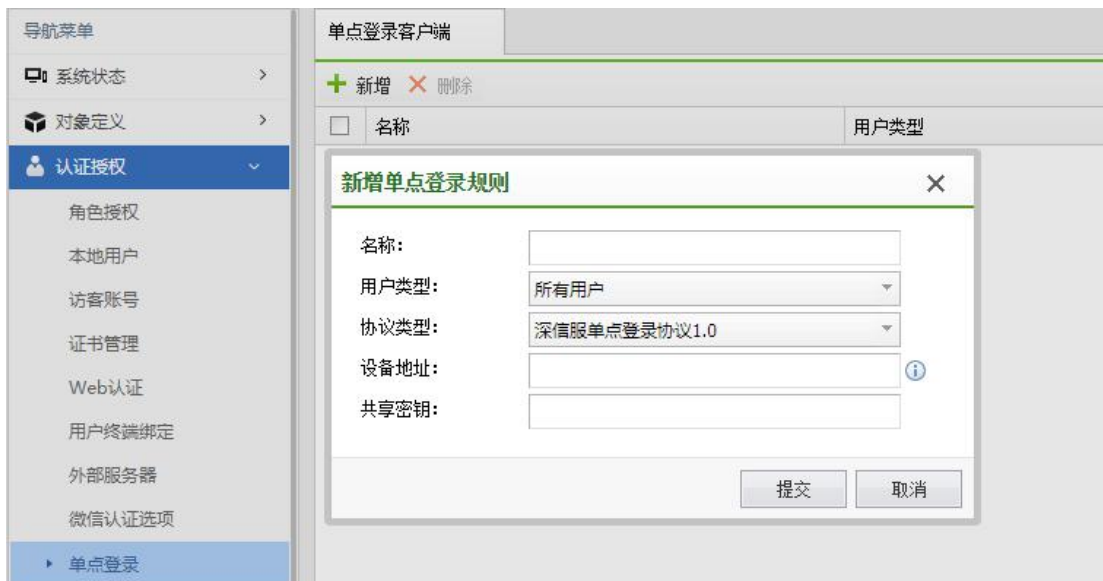 导航菜单
系统状态
对象定义
认证授权
角色授权
本地用户
访客账号
证书管理
Web认证
用户终端绑定
外部服务器
微信认证选项
单点登录
单点登录客户端
新增 删除
名称 用户类型
新增单点登录规则
名称：
用户类型： 所有用户
协议类型： 深信服单点登录协议1.0
设备地址：
共享密钥：
提交 取消